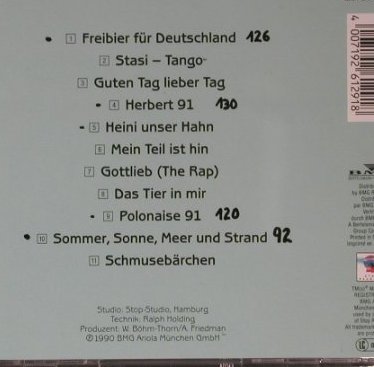 1 Freibier für Deutschland 126
2 Stasi – Tango
3 Guten Tag lieber Tag
4 Herbert 91 130
5 Heini unser Hahn
6 Mein Teil ist hin
7 Gottlieb (The Rap)
8 Das Tier in mir
9 Polonaise 91 120
10 Sommer, Sonne, Meer und Strand 92
11 Schmusebärchen
Studio: Stop-Studio, Hamburg
Technik: Ralph Holding
Produzent: W. Böhm-Thorn/A. Friedman
©1990 BMG Ariola München GmbH
4 007192 612918